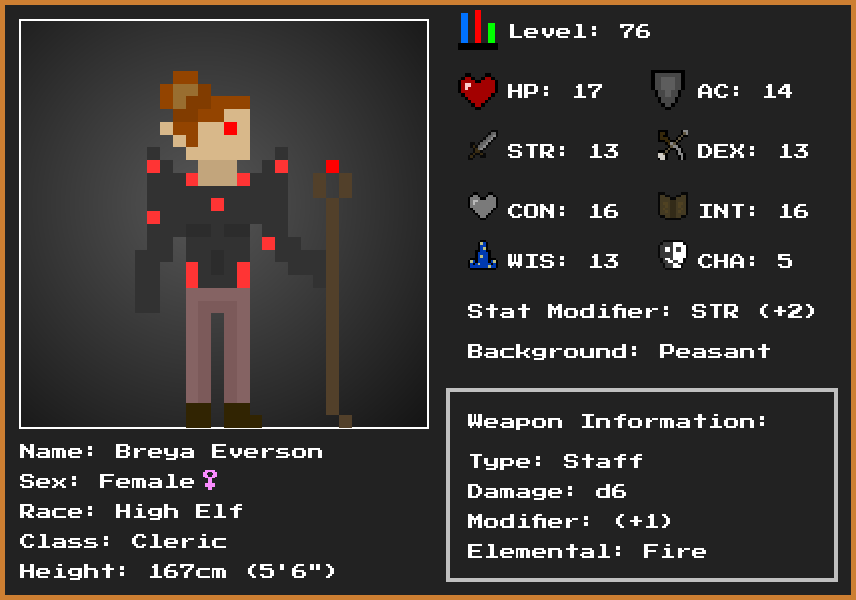 Level: 76
HP: 17 AC: 14
STR: 13 DEX: 13
CON: 16 INT: 16
WIS: 13 CHA: 5
Stat Modifier: STR (+2)
Background: Peasant
Weapon Information:
Type: Staff
Damage: d6
Modifier: (+1)
Elemental: Fire
Name: Breya Everson
Sex: Female♀
Race: High Elf
Class: Cleric
Height: 167cm (5'6")